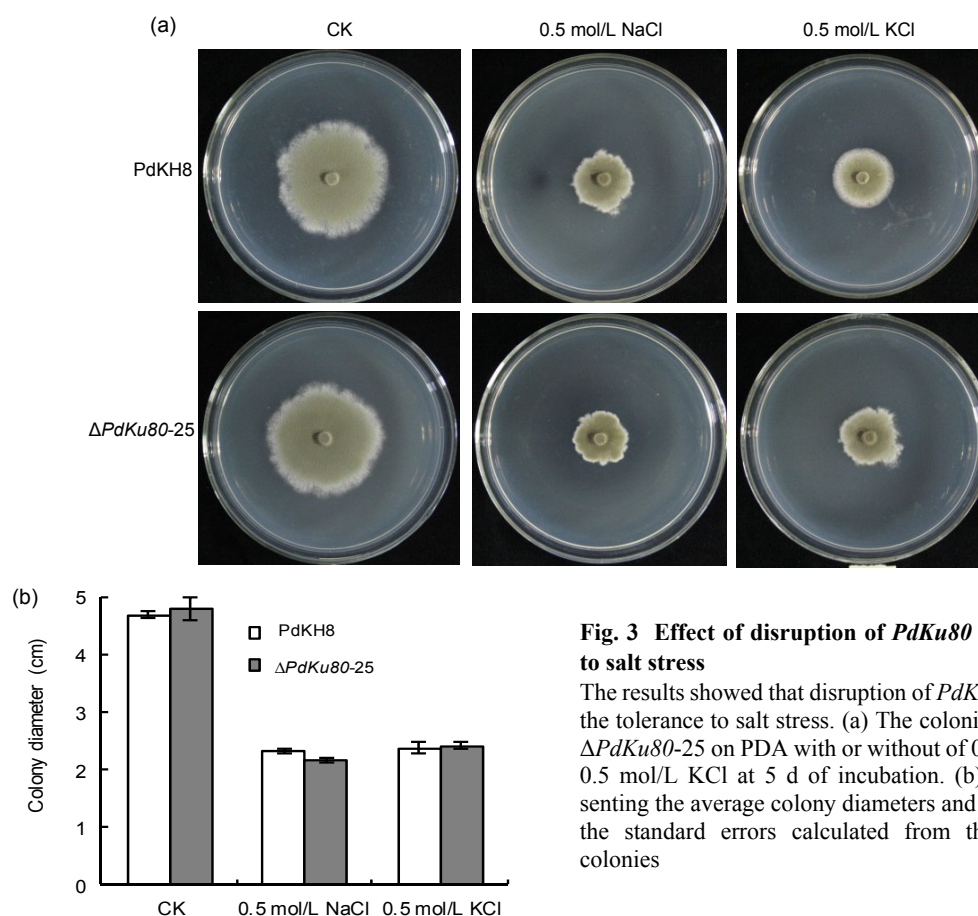 (a)
CK
0.5 mol/L NaCl
0.5 mol/L KCl
PdKH8
ΔPdKu80-25
(b)
5
4
3
2
1
0
Colony diameter (cm)
PdKH8
ΔPdKu80-25
CK
0.5 mol/L NaCl
0.5 mol/L KCl
Fig. 3 Effect of disruption of PdKu80
to salt stress
The results showed that disruption of
the tolerance to salt stress. (a) The
ΔPdKu80-25 on PDA with or without of
0.5 mol/L KCl at 5 d of incubation. (b)
senting the average colony diameters and
the standard errors calculated from
colonies